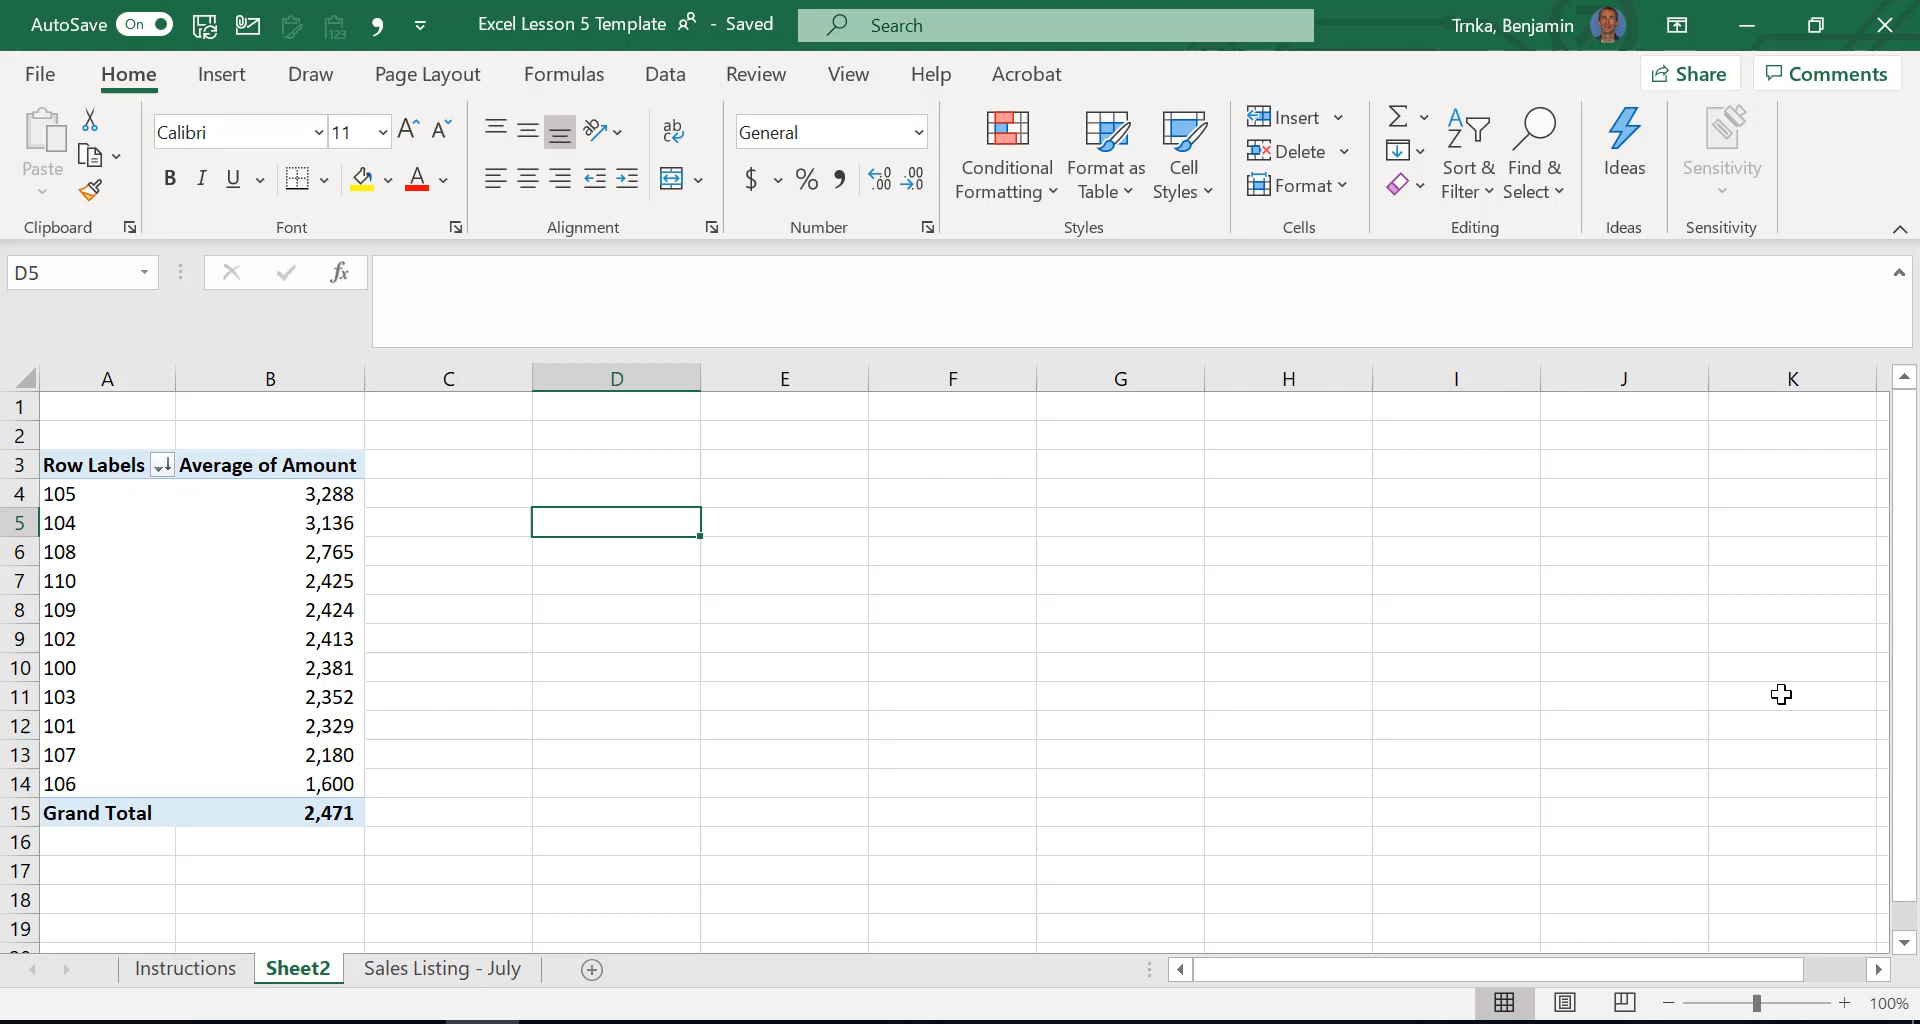 AutoSave On Excel Lesson 5 Template - Saved Search Trnka, Benjamin
File Home Insert Draw Page Layout Formulas Data Review View Help Acrobat Share Comments
Paste
Clipboard
Calibri 11
B I U A
Font
ab
Alignment
General
$ % 9
Number
Conditional Formatting
Format as Table
Cell Styles
Styles
Insert
Delete
Format
Cells
Sort & Filter
Find & Select
Editing
Ideas
Ideas
Sensitivity
Sensitivity
D5 fx
A B C D E F G H I J K
1
2
3 Row Labels Average of Amount
4 105 3,288
5 104 3,136
6 108 2,765
7 110 2,425
8 109 2,424
9 102 2,413
10 100 2,381
11 103 2,352
12 101 2,329
13 107 2,180
14 106 1,600
15 Grand Total 2,471
16
17
18
19
Instructions Sheet2 Sales Listing - July
100%